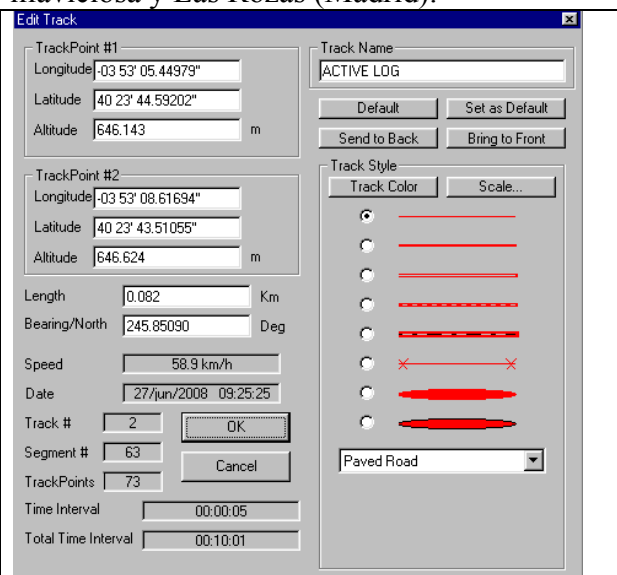 Las Rozas (Madrid).
Edit Track
TrackPoint #1
Longitude -03 53' 05.44979"
Latitude 40 23' 44.59202"
Altitude 646.143 m
TrackPoint #2
Longitude -03 53' 08.61694"
Latitude 40 23' 43.51055"
Altitude 646.624 m
Length 0.082 Km
Bearing/North 245.85090 Deg
Speed 58.9 km/h
Date 27/jun/2008 09:25:25
Track # 2
OK
Segment # 63
Cancel
TrackPoints 73
Time Interval 00:00:05
Total Time Interval 00:10:01
Track Name
ACTIVE LOG
Default Set as Default
Send to Back Bring to Front
Track Style
Track Color Scale...
Paved Road